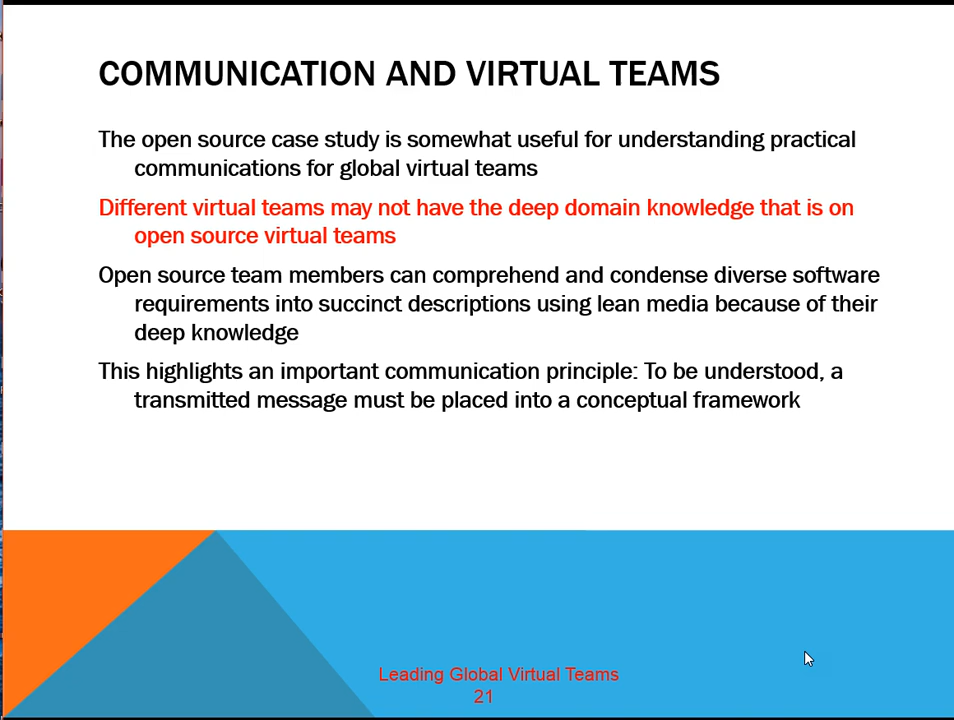 COMMUNICATION AND VIRTUAL TEAMS
The open source case study is somewhat useful for understanding practical
communications for global virtual teams
Different virtual teams may not have the deep domain knowledge that is on
open source virtual teams
Open source team members can comprehend and condense diverse software
requirements into succinct descriptions using lean media because of their
deep knowledge
This highlights an important communication principle: To be understood, a
transmitted message must be placed into a conceptual framework
Leading Global Virtual Teams
21